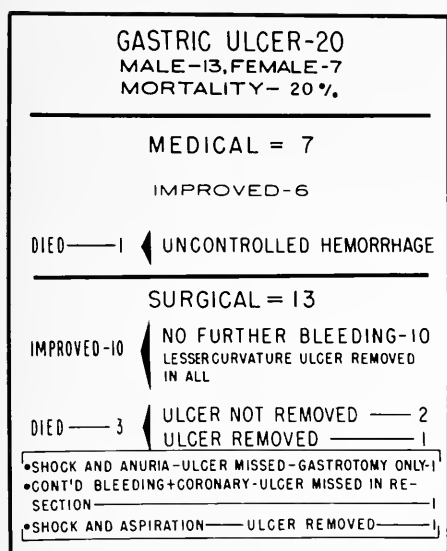 GASTRIC ULCER-20
MALE-13, FEMALE-7
MORTALITY- 20%
MEDICAL = 7
IMPROVED-6
DIED——1 UNCONTROLLED HEMORRHAGE
SURGICAL = 13
IMPROVED-10 NO FURTHER BLEEDING-10
LESSER CURVATURE ULCER REMOVED
IN ALL
DIED——3 ULCER NOT REMOVED —— 2
ULCER REMOVED —— 1
•SHOCK AND ANURIA-ULCER MISSED-GASTROTOMY ONLY-1
•CONT'D BLEEDING+CORONARY-ULCER MISSED IN RE-
SECTION——1
•SHOCK AND ASPIRATION——ULCER REMOVED——1